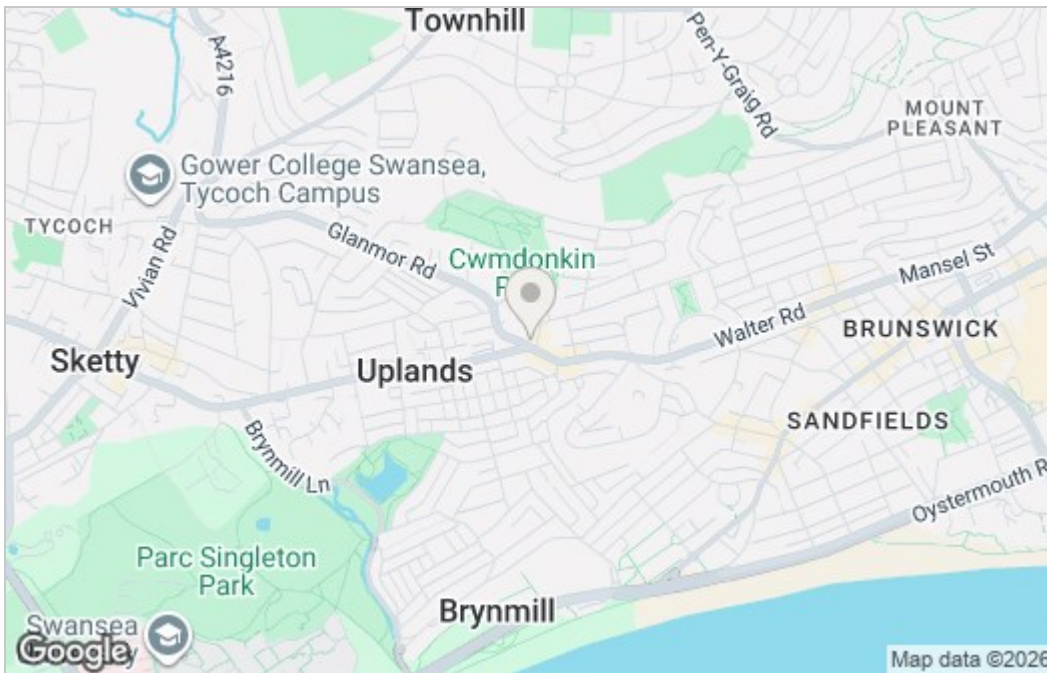 Townhill
A4216
Pen-Y-Graig Rd
MOUNT
PLEASANT
Gower College Swansea,
Tycoch Campus
TYCOCH
Vivian Rd
Glanmor Rd
Cwmdonkin
Mansel St
Walter Rd
BRUNSWICK
Sketty
Uplands
SANDFIELDS
Brynmill Ln
Oystermouth R
Parc Singleton
Park
Brynmill
Swansea
Google
Map data ©2026